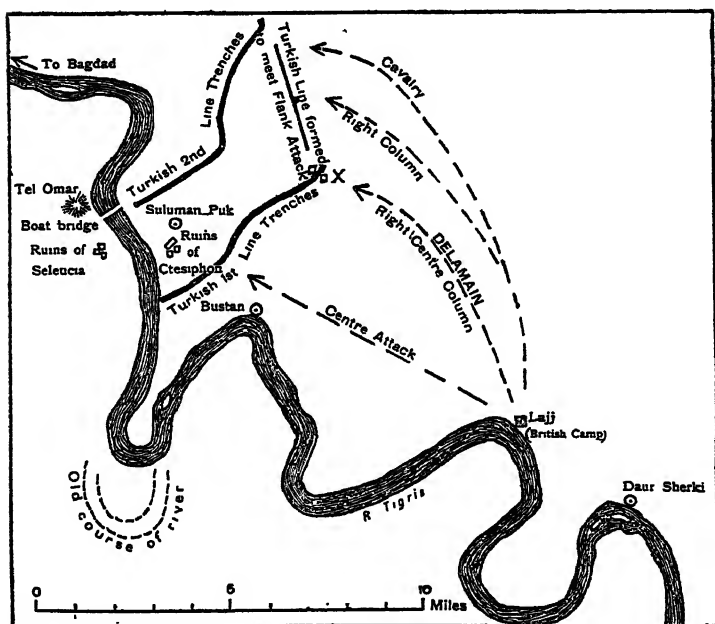 To Bagdad
Turkish Line formed
to meet Flank Attack
Cavalry
Right Column
Turkish 2nd Line Trenches
Tel Omar
Boat bridge
Ruins of
Seleucia
Suluman Puk
Ruins
of
Ctesiphon
Turkish 1st Line Trenches
X
DELAMAIN
Right Centre Column
Bustan
Centre Attack
Lajj
(British Camp)
Daur Sherki
R Tigris
Old course of river
0 5 10
Miles